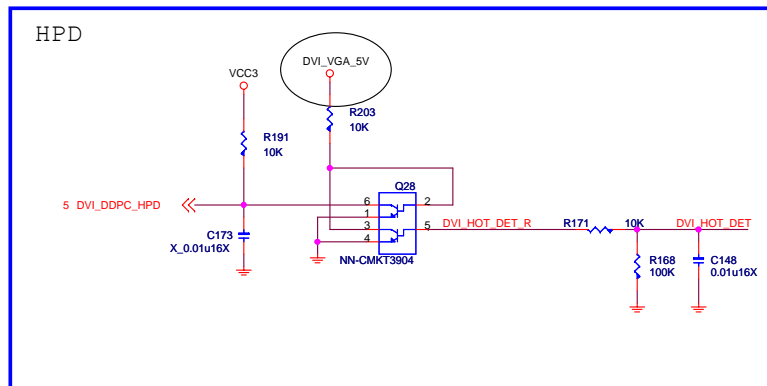 HPD
DVI_VGA_5V
VCC3
R203
10K
R191
10K
Q28
5 DVI_DDPC_HPD
6
2
1
DVI_HOT_DET_R
R171
10K
DVI_HOT_DET
3
5
4
C173
X_0.01u16X
NN-CMKT3904
R168
100K
C148
0.01u16X